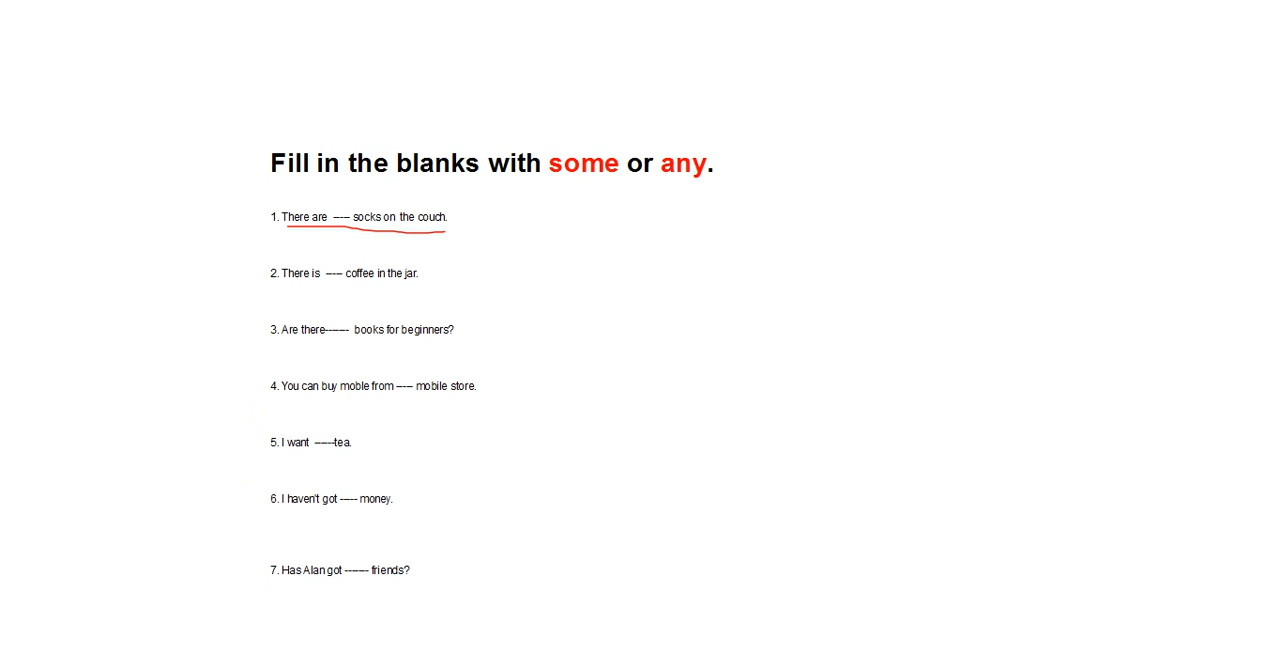 Fill in the blanks with some or any.
1. There are ----- socks on the couch.
2. There is ----- coffee in the jar.
3. Are there------- books for beginners?
4. You can buy moble from ----- mobile store.
5. I want ------tea.
6. I haven't got ----- money.
7. Has Alan got ------- friends?